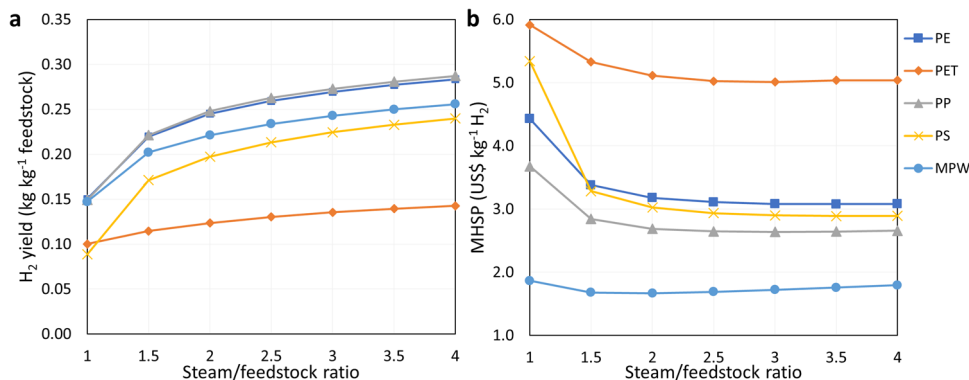 a
H₂ yield (kg kg⁻¹ feedstock)
0.35
0.30
0.25
0.20
0.15
0.10
0.05
0.00
1 1.5 2 2.5 3 3.5 4
Steam/feedstock ratio
b
MHSP (US$ kg⁻¹ H₂)
6.0
5.0
4.0
3.0
2.0
1.0
1 1.5 2 2.5 3 3.5 4
Steam/feedstock ratio
PE
PET
PP
PS
MPW